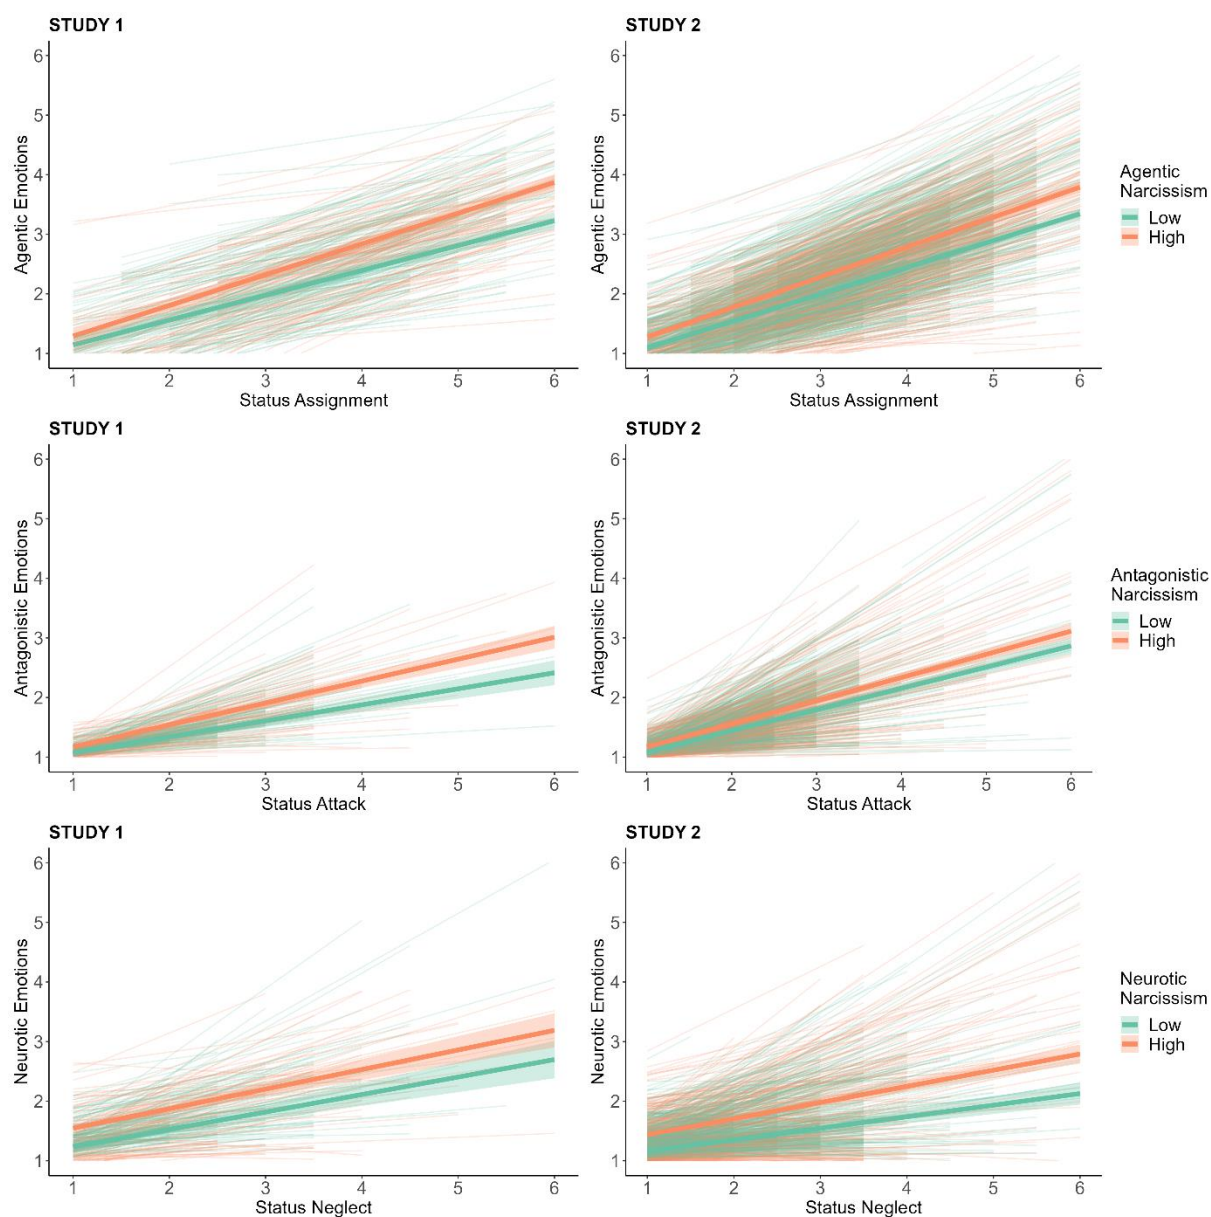 STUDY 1
6
5
4
3
2
1
Agentic Emotions
1 2 3 4 5 6
Status Assignment
STUDY 2
6
5
4
3
2
1
Agentic Emotions
1 2 3 4 5 6
Status Assignment
Agentic
Narcissism
Low
High
STUDY 1
6
5
4
3
2
1
Antagonistic Emotions
1 2 3 4 5 6
Status Attack
STUDY 2
6
5
4
3
2
1
Antagonistic Emotions
1 2 3 4 5 6
Status Attack
Antagonistic
Narcissism
Low
High
STUDY 1
6
5
4
3
2
1
Neurotic Emotions
1 2 3 4 5 6
Status Neglect
STUDY 2
6
5
4
3
2
1
Neurotic Emotions
1 2 3 4 5 6
Status Neglect
Neurotic
Narcissism
Low
High